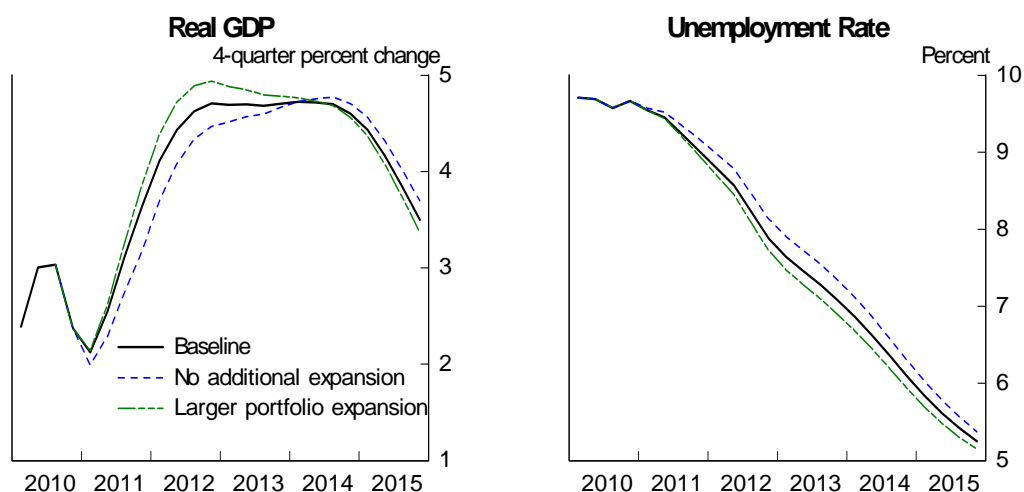 Real GDP
4-quarter percent change
5
4
3
2
1
Baseline
No additional expansion
Larger portfolio expansion
2010 2011 2012 2013 2014 2015
Unemployment Rate
Percent
10
9
8
7
6
5
2010 2011 2012 2013 2014 2015